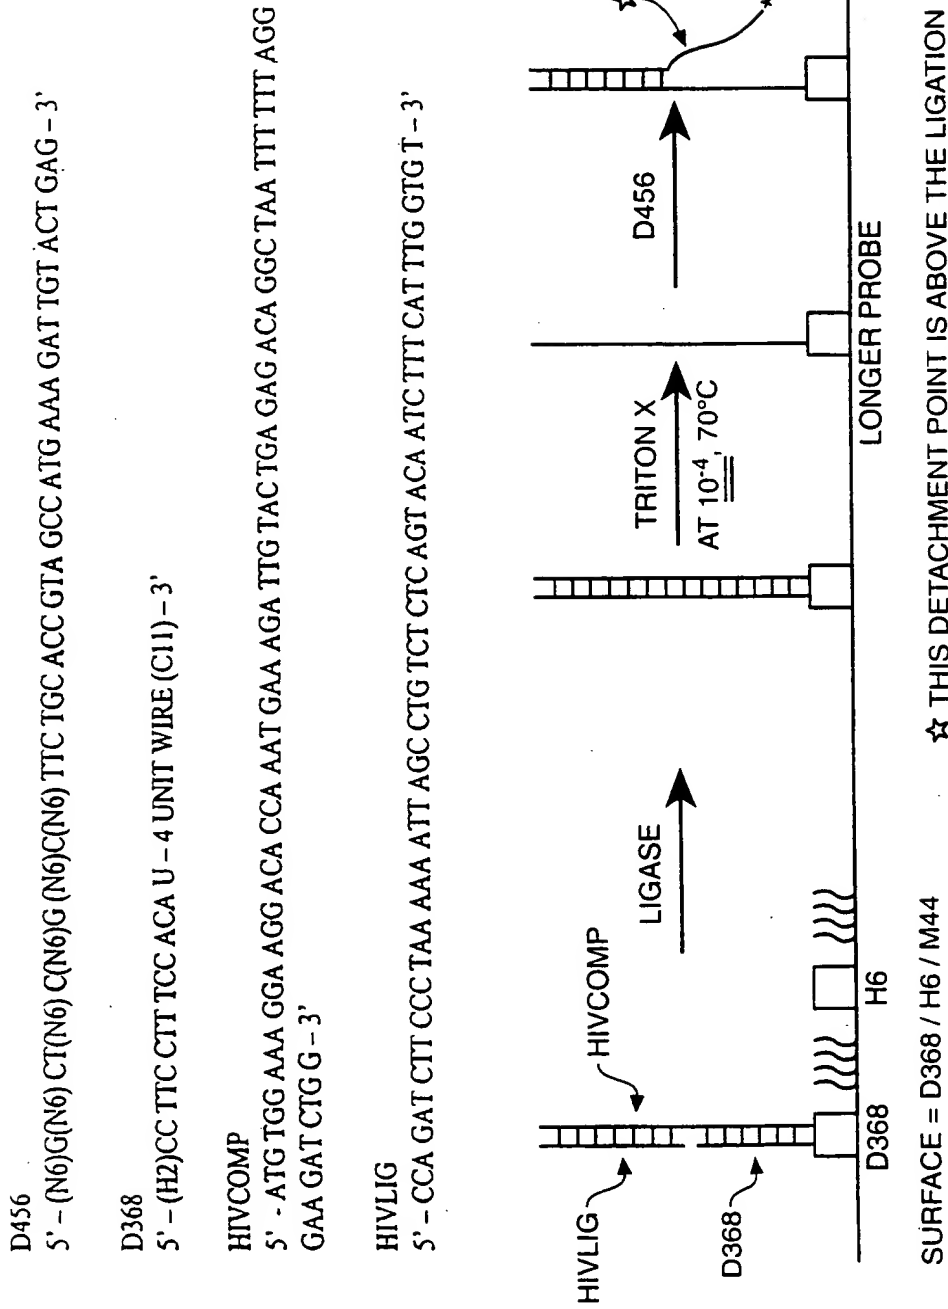 D456
5' – (N6)G(N6) CT(N6) C(N6)G (N6)C(N6) TTC TGC ACC GTA GCC ATG AAA GAT TGT ACT GAG – 3'
D368
5' – (H2)CC TTC CTT TCC ACA U – 4 UNIT WIRE (C11) – 3'
HIVCOMP
5' - ATG TGG AAA GGA AGG ACA CCA AAT GAA AGA TTG TAC TGA GAG ACA GGC TAA TTT TTT AGG
GAA GAT CTG G – 3'
HIVLIG
5' – CCA GAT CTT CCC TAA AAA ATT AGC CTG TCT CTC AGT ACA ATC TTT CAT TTG GTG T – 3'
HIVLIG
HIVCOMP
D368
LIGASE
TRITON X
AT 10-4, 70°C
D456
D368
H6
LONGER PROBE
SURFACE = D368 / H6 / M44
☆ THIS DETACHMENT POINT IS ABOVE THE LIGATION